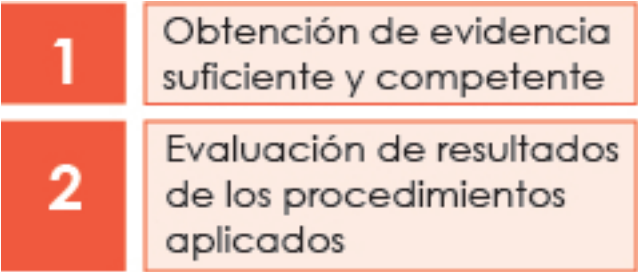 1
Obtención de evidencia
suficiente y competente
2
Evaluación de resultados
de los procedimientos
aplicados